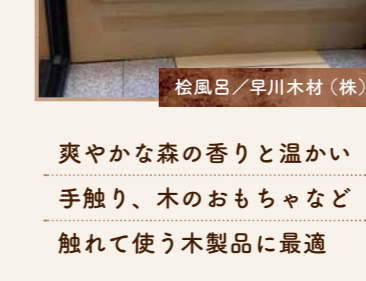 桧風呂／早川木材（株）
爽やかな森の香りと温かい
手触り、木のおもちゃなど
触れて使う木製品に最適